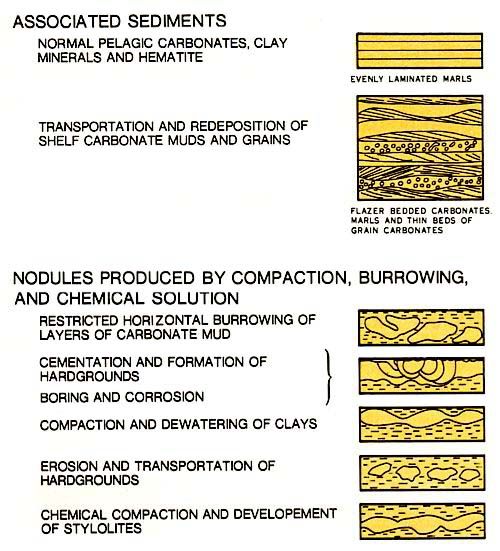 ASSOCIATED SEDIMENTS
NORMAL PELAGIC CARBONATES, CLAY
MINERALS AND HEMATITE
EVENLY LAMINATED MARLS
TRANSPORTATION AND REDEPOSITION OF
SHELF CARBONATE MUDS AND GRAINS
FLAZER BEDDED CARBONATES.
MARLS AND THIN BEDS OF
GRAIN CARBONATES
NODULES PRODUCED BY COMPACTION, BURROWING,
AND CHEMICAL SOLUTION
RESTRICTED HORIZONTAL BURROWING OF
LAYERS OF CARBONATE MUD
CEMENTATION AND FORMATION OF
HARDGROUNDS
BORING AND CORROSION
COMPACTION AND DEWATERING OF CLAYS
EROSION AND TRANSPORTATION OF
HARDGROUNDS
CHEMICAL COMPACTION AND DEVELOPEMENT
OF STYLOLITES